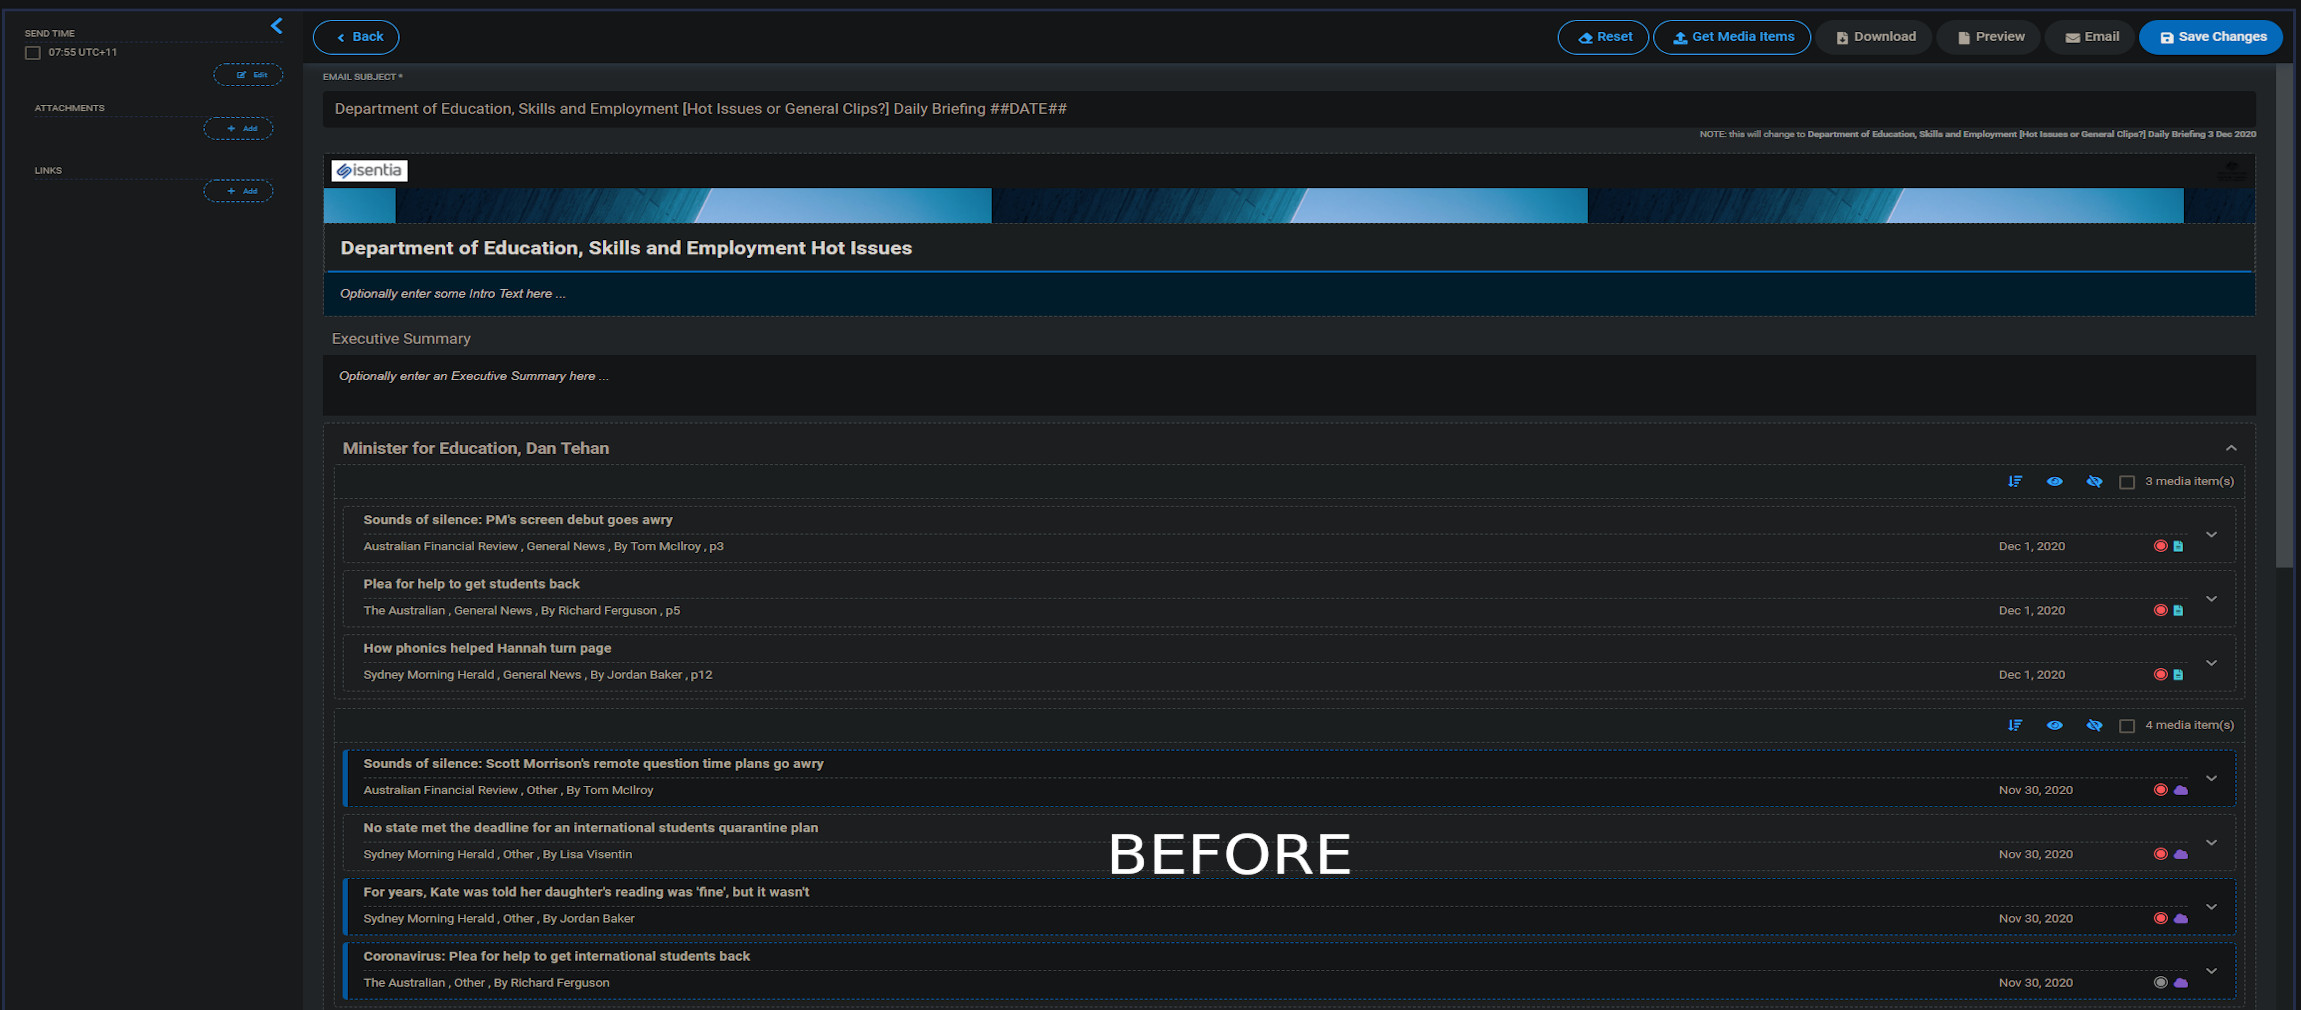 SEND TIME
07:55 UTC+11
Edit
ATTACHMENTS
Add
LINKS
Add
Back
Reset
Get Media Items
Download
Preview
Email
Save Changes
EMAIL SUBJECT *
Department of Education, Skills and Employment [Hot Issues or General Clips?] Daily Briefing ##DATE##
NOTE: this will change to Department of Education, Skills and Employment [Hot Issues or General Clips?] Daily Briefing 3 Dec 2020
isentia
Department of Education, Skills and Employment Hot Issues
Optionally enter some Intro Text here ...
Executive Summary
Optionally enter an Executive Summary here ...
Minister for Education, Dan Tehan
3 media item(s)
Sounds of silence: PM's screen debut goes awry
Australian Financial Review , General News , By Tom McIlroy , p3
Dec 1, 2020
Plea for help to get students back
The Australian , General News , By Richard Ferguson , p5
Dec 1, 2020
How phonics helped Hannah turn page
Sydney Morning Herald , General News , By Jordan Baker , p12
Dec 1, 2020
4 media item(s)
Sounds of silence: Scott Morrison's remote question time plans go awry
Australian Financial Review , Other , By Tom McIlroy
Nov 30, 2020
No state met the deadline for an international students quarantine plan
Sydney Morning Herald , Other , By Lisa Visentin
Nov 30, 2020
BEFORE
For years, Kate was told her daughter's reading was 'fine', but it wasn't
Sydney Morning Herald , Other , By Jordan Baker
Nov 30, 2020
Coronavirus: Plea for help to get international students back
The Australian , Other , By Richard Ferguson
Nov 30, 2020